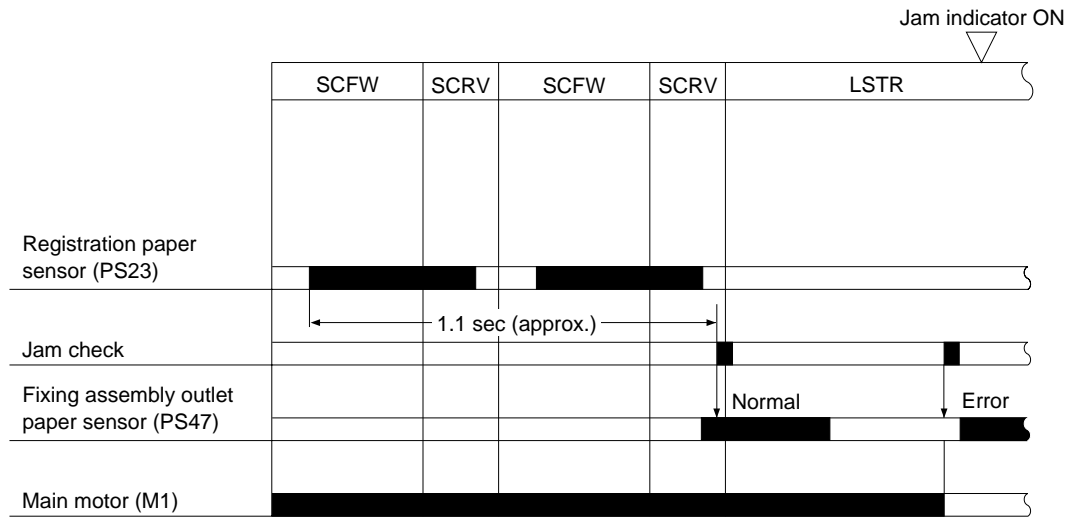 Jam indicator ON
SCFW SCRV SCFW SCRV LSTR
Registration paper
sensor (PS23)
1.1 sec (approx.)
Jam check
Fixing assembly outlet
paper sensor (PS47)
Normal
Error
Main motor (M1)